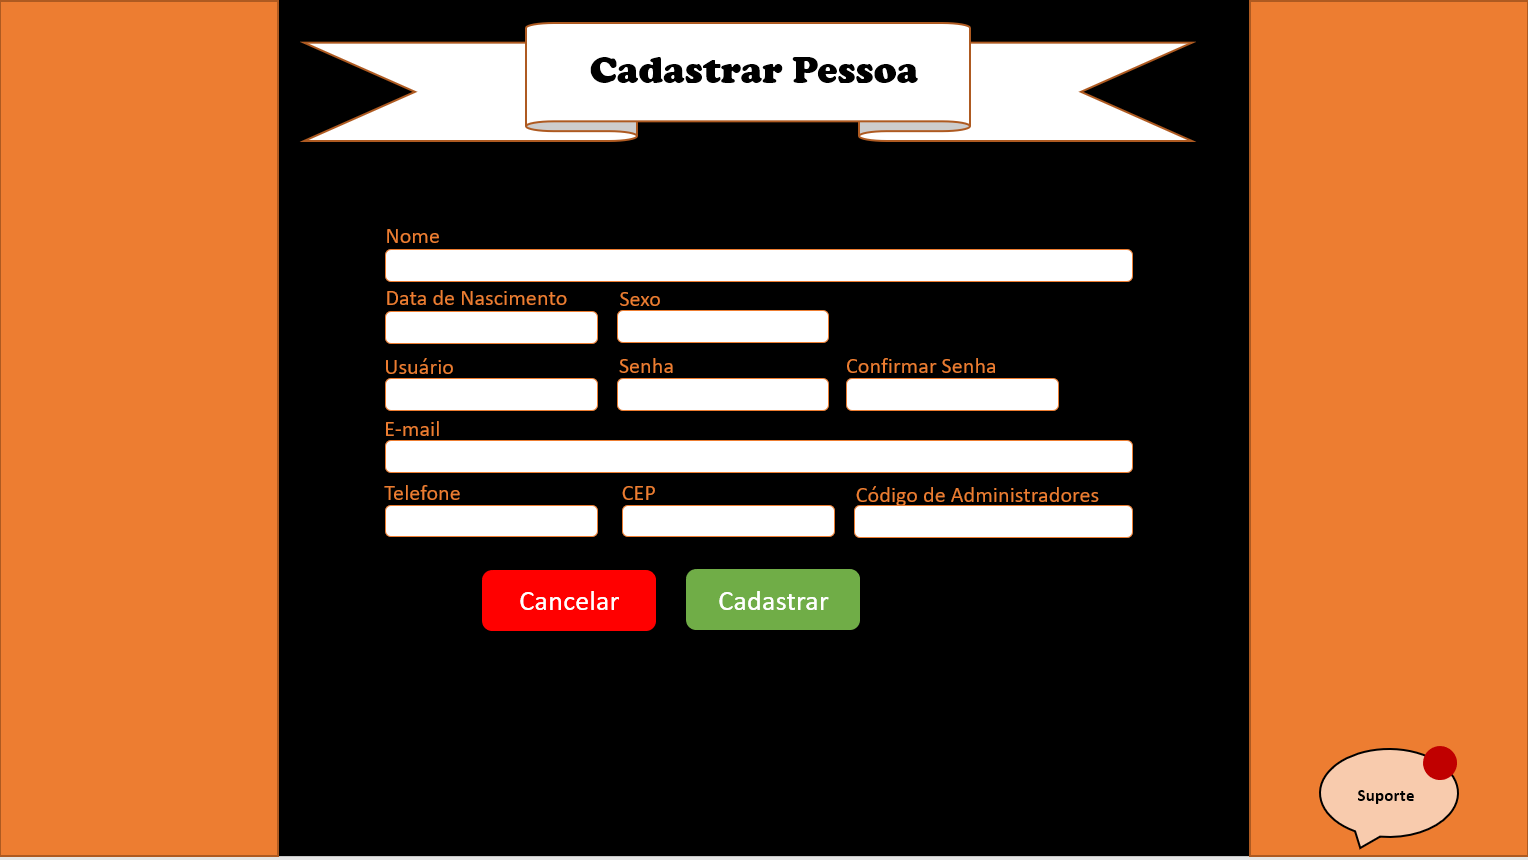 Cadastrar Pessoa
Nome
Data de Nascimento
Sexo
Usuário
Senha
Confirmar Senha
E-mail
Telefone
CEP
Código de Administradores
Cancelar
Cadastrar
Suporte